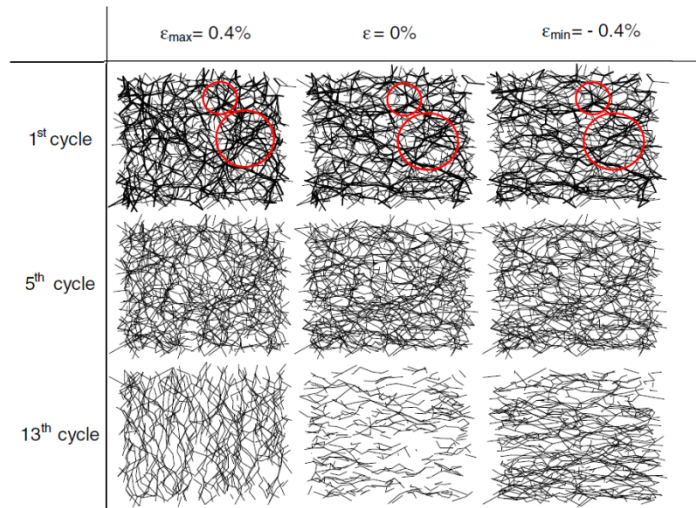 εmax= 0.4%
ε= 0%
εmin= - 0.4%
1st cycle
5th cycle
13th cycle